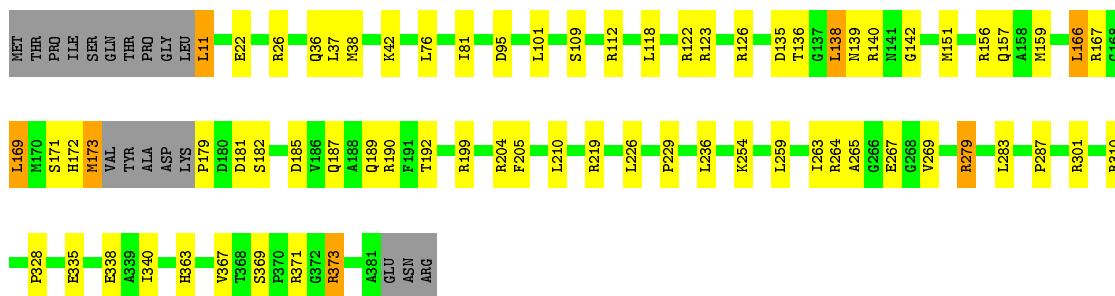 MET THR PRO ILE SER GLN THR PRO GLY LEU L11 E22 R26 Q36 L37 M38 K42 L76 I81 D95 L101 S109 R112 L118 R122 R123 R126 D135 T136 G137 L138 N139 R140 N141 G142 M151 R156 Q157 A158 M159 L166 R167 G168
L169 M170 S171 H172 M173 VAL TYR ALA ASP LYS P179 D180 D181 S182 D185 V186 Q187 A188 Q189 R190 F191 T192 R199 R204 F205 L210 R219 L226 P229 L236 K254 L259 I263 R264 A265 G266 E267 G268 V269 R279 L283 P287 R301
P328 E335 E338 A339 I340 H363 V367 T368 S369 P370 R371 G372 R373 A381 GLU ASN ARG